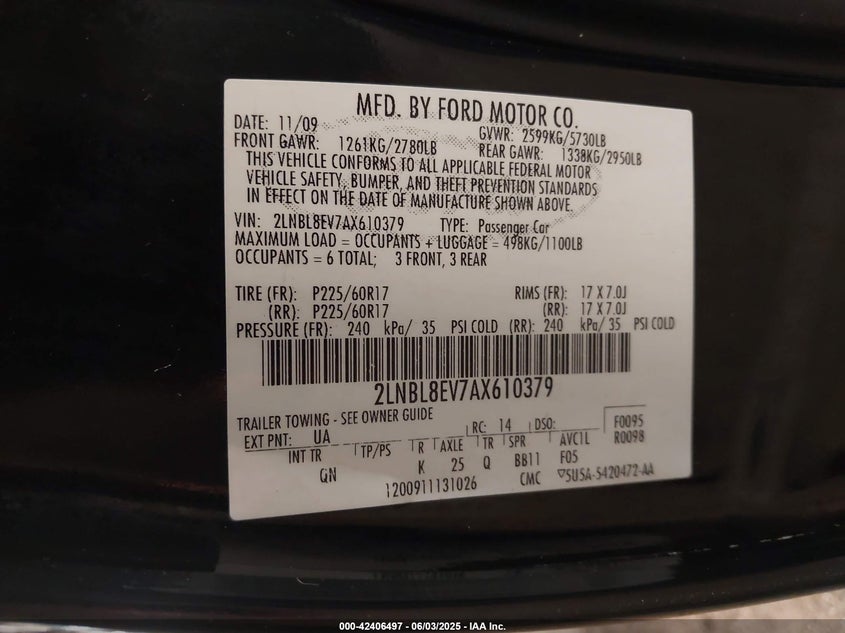 MFD. BY FORD MOTOR CO.
DATE: 11/09 GVWR: 2599KG/5730LB
FRONT GAWR: 1261KG/2780LB REAR GAWR: 1338KG/2950LB
THIS VEHICLE CONFORMS TO ALL APPLICABLE FEDERAL MOTOR
VEHICLE SAFETY, BUMPER, AND THEFT PREVENTION STANDARDS
IN EFFECT ON THE DATE OF MANUFACTURE SHOWN ABOVE.
VIN: 2LNBL8EV7AX610379 TYPE: Passenger Car
MAXIMUM LOAD = OCCUPANTS + LUGGAGE = 498KG/1100LB
OCCUPANTS = 6 TOTAL; 3 FRONT, 3 REAR
TIRE (FR): P225/60R17 RIMS (FR): 17 X 7.0J
(RR): P225/60R17 (RR): 17 X 7.0J
PRESSURE (FR): 240 kPa/ 35 PSI COLD (RR): 240 kPa/ 35 PSI COLD
2LNBL8EV7AX610379
TRAILER TOWING - SEE OWNER GUIDE
EXT PNT: UA RC: 14 DSO: F0095
R0098
INT TR TP/PS R AXLE TR SPR AVC1L
QN K 25 Q BB11 F05
1200911131026 CMC 5USA-5420472-AA
000-42406497 - 06/03/2025 - IAA Inc.